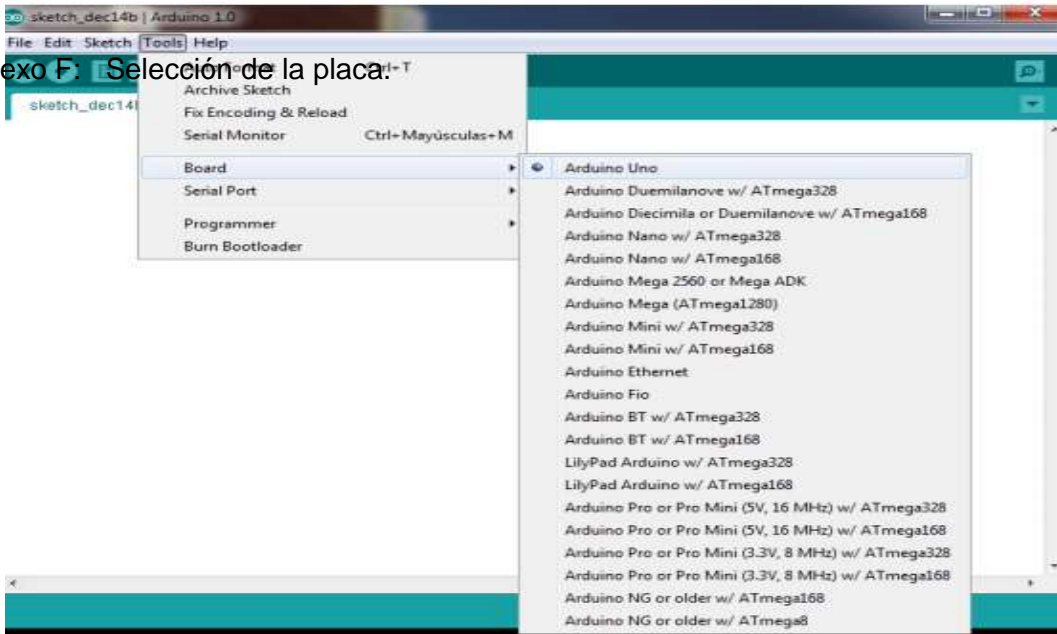 sketch_dec14b | Arduino 1.0
File Edit Sketch Tools Help
exo F: Selección de la placa.
Auto Format Ctrl+T
Archive Sketch
sketch_dec14b
Fix Encoding & Reload
Serial Monitor Ctrl+Mayúsculas+M
Board
Serial Port
Programmer
Burn Bootloader
Arduino Uno
Arduino Duemilanove w/ ATmega328
Arduino Diecimila or Duemilanove w/ ATmega168
Arduino Nano w/ ATmega328
Arduino Nano w/ ATmega168
Arduino Mega 2560 or Mega ADK
Arduino Mega (ATmega1280)
Arduino Mini w/ ATmega328
Arduino Mini w/ ATmega168
Arduino Ethernet
Arduino Fio
Arduino BT w/ ATmega328
Arduino BT w/ ATmega168
LilyPad Arduino w/ ATmega328
LilyPad Arduino w/ ATmega168
Arduino Pro or Pro Mini (5V, 16 MHz) w/ ATmega328
Arduino Pro or Pro Mini (5V, 16 MHz) w/ ATmega168
Arduino Pro or Pro Mini (3.3V, 8 MHz) w/ ATmega328
Arduino Pro or Pro Mini (3.3V, 8 MHz) w/ ATmega168
Arduino NG or older w/ ATmega168
Arduino NG or older w/ ATmega8